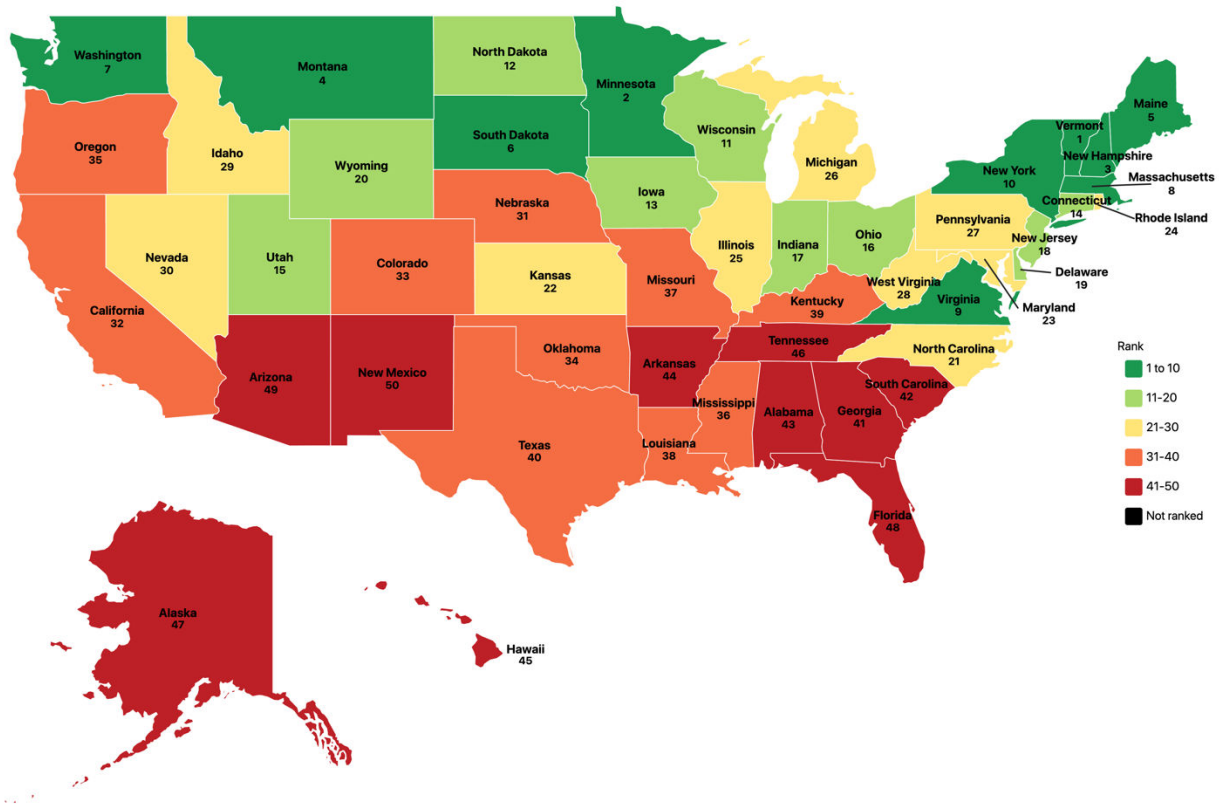 Washington
7
Montana
4
North Dakota
12
Minnesota
2
Maine
5
Vermont
1
New Hampshire
3
Massachusetts
8
New York
10
Connecticut
14
Rhode Island
24
Oregon
35
Idaho
29
Wyoming
20
South Dakota
6
Wisconsin
11
Michigan
26
Nebraska
31
Iowa
13
Pennsylvania
27
New Jersey
18
Nevada
30
Utah
15
Colorado
33
Kansas
22
Illinois
25
Indiana
17
Ohio
16
Delaware
19
California
32
Missouri
37
Kentucky
39
West Virginia
28
Virginia
9
Maryland
23
Arizona
49
New Mexico
50
Oklahoma
34
Arkansas
44
Tennessee
46
North Carolina
21
South Carolina
42
Mississippi
36
Alabama
43
Georgia
41
Texas
40
Louisiana
38
Florida
48
Alaska
47
Hawaii
45
Rank
1 to 10
11-20
21-30
31-40
41-50
Not ranked